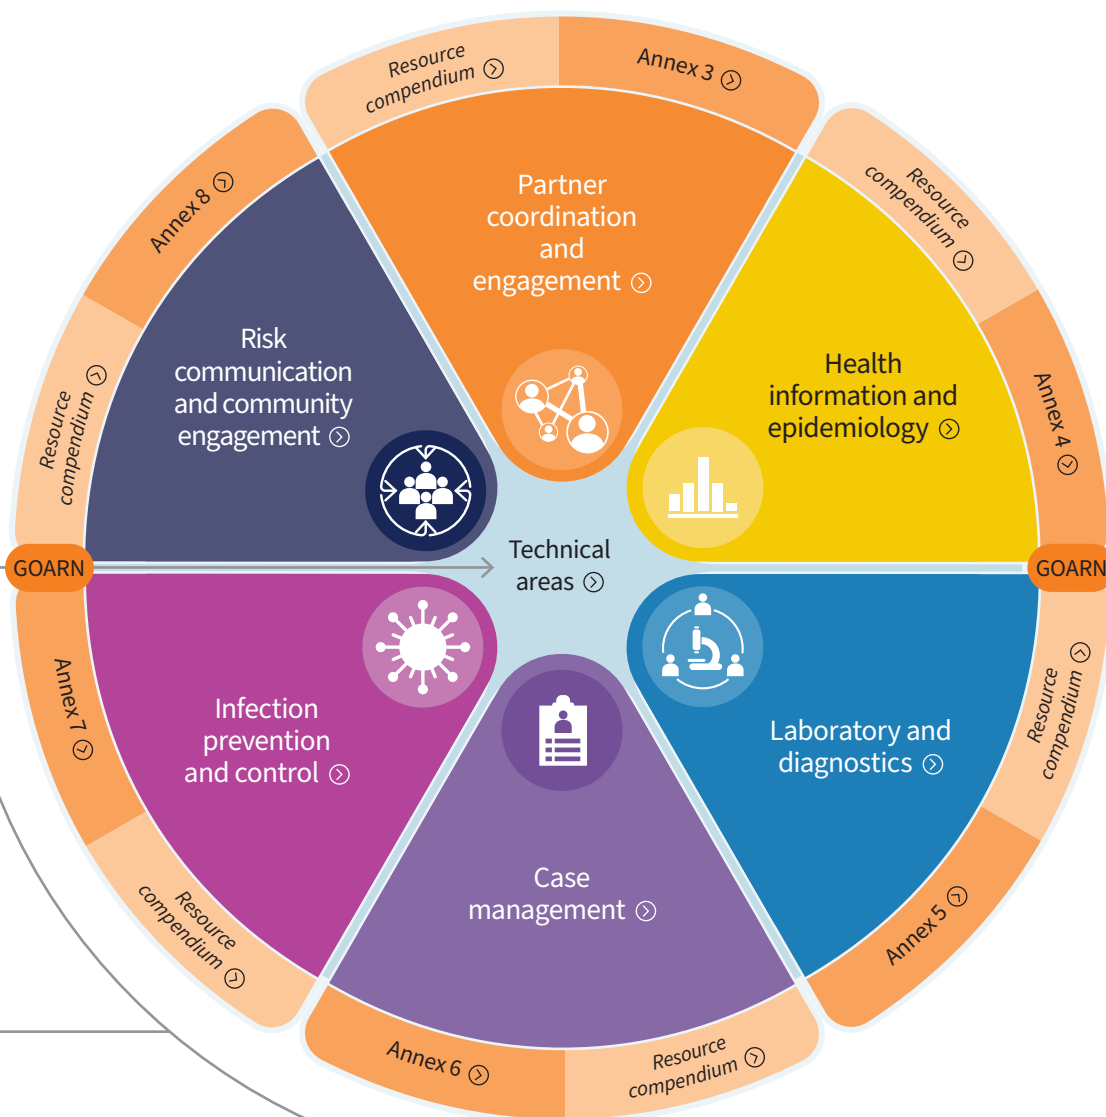 Resource
compendium
Annex 3
Partner
coordination
and
engagement
Resource
compendium
Annex 4
Health
information and
epidemiology
GOARN
Resource
compendium
Annex 5
Laboratory and
diagnostics
Resource
compendium
Annex 6
Case
management
Resource
compendium
Annex 7
Infection
prevention
and control
GOARN
Resource
compendium
Annex 8
Risk
communication
and community
engagement
Technical
areas